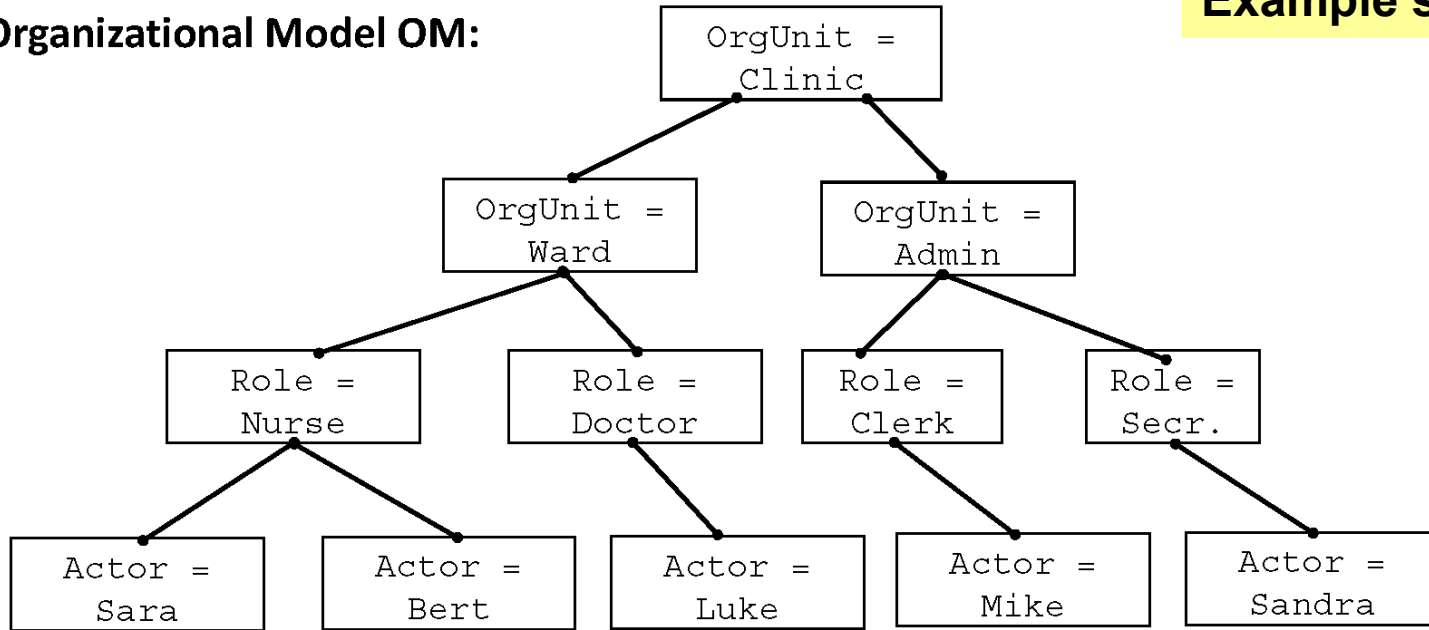 Organizational Model OM:
Example s
OrgUnit =
Clinic
OrgUnit =
Ward
OrgUnit =
Admin
Role =
Nurse
Role =
Doctor
Role =
Clerk
Role =
Secr.
Actor =
Sara
Actor =
Bert
Actor =
Luke
Actor =
Mike
Actor =
Sandra